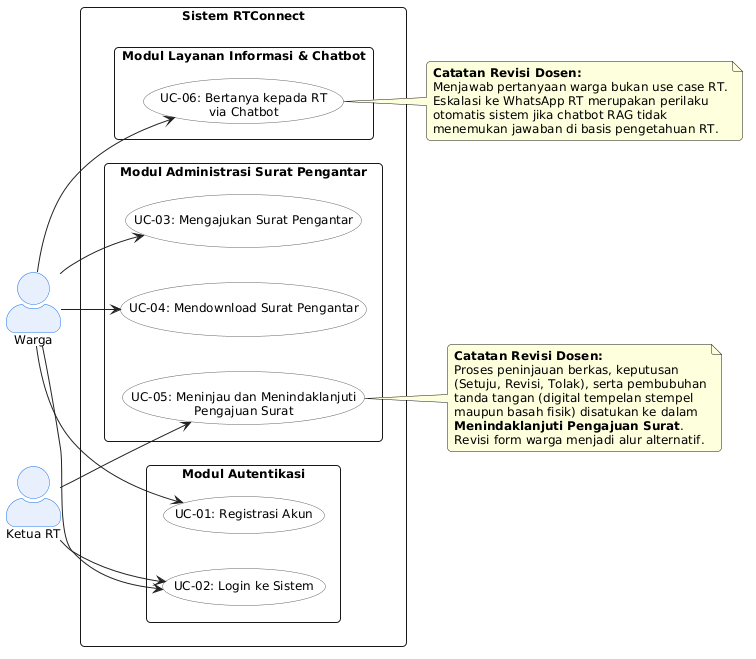 Sistem RTConnect
Modul Layanan Informasi & Chatbot
UC-06: Bertanya kepada RT
via Chatbot
Catatan Revisi Dosen:
Menjawab pertanyaan warga bukan use case RT.
Eskalasi ke WhatsApp RT merupakan perilaku
otomatis sistem jika chatbot RAG tidak
menemukan jawaban di basis pengetahuan RT.
Modul Administrasi Surat Pengantar
UC-03: Mengajukan Surat Pengantar
UC-04: Mendownload Surat Pengantar
Warga
UC-05: Meninjau dan Menindaklanjuti
Pengajuan Surat
Catatan Revisi Dosen:
Proses peninjauan berkas, keputusan
(Setuju, Revisi, Tolak), serta pembubuhan
tanda tangan (digital tempelan stempel
maupun basah fisik) disatukan ke dalam
Menindaklanjuti Pengajuan Surat.
Revisi form warga menjadi alur alternatif.
Modul Autentikasi
UC-01: Registrasi Akun
Ketua RT
UC-02: Login ke Sistem